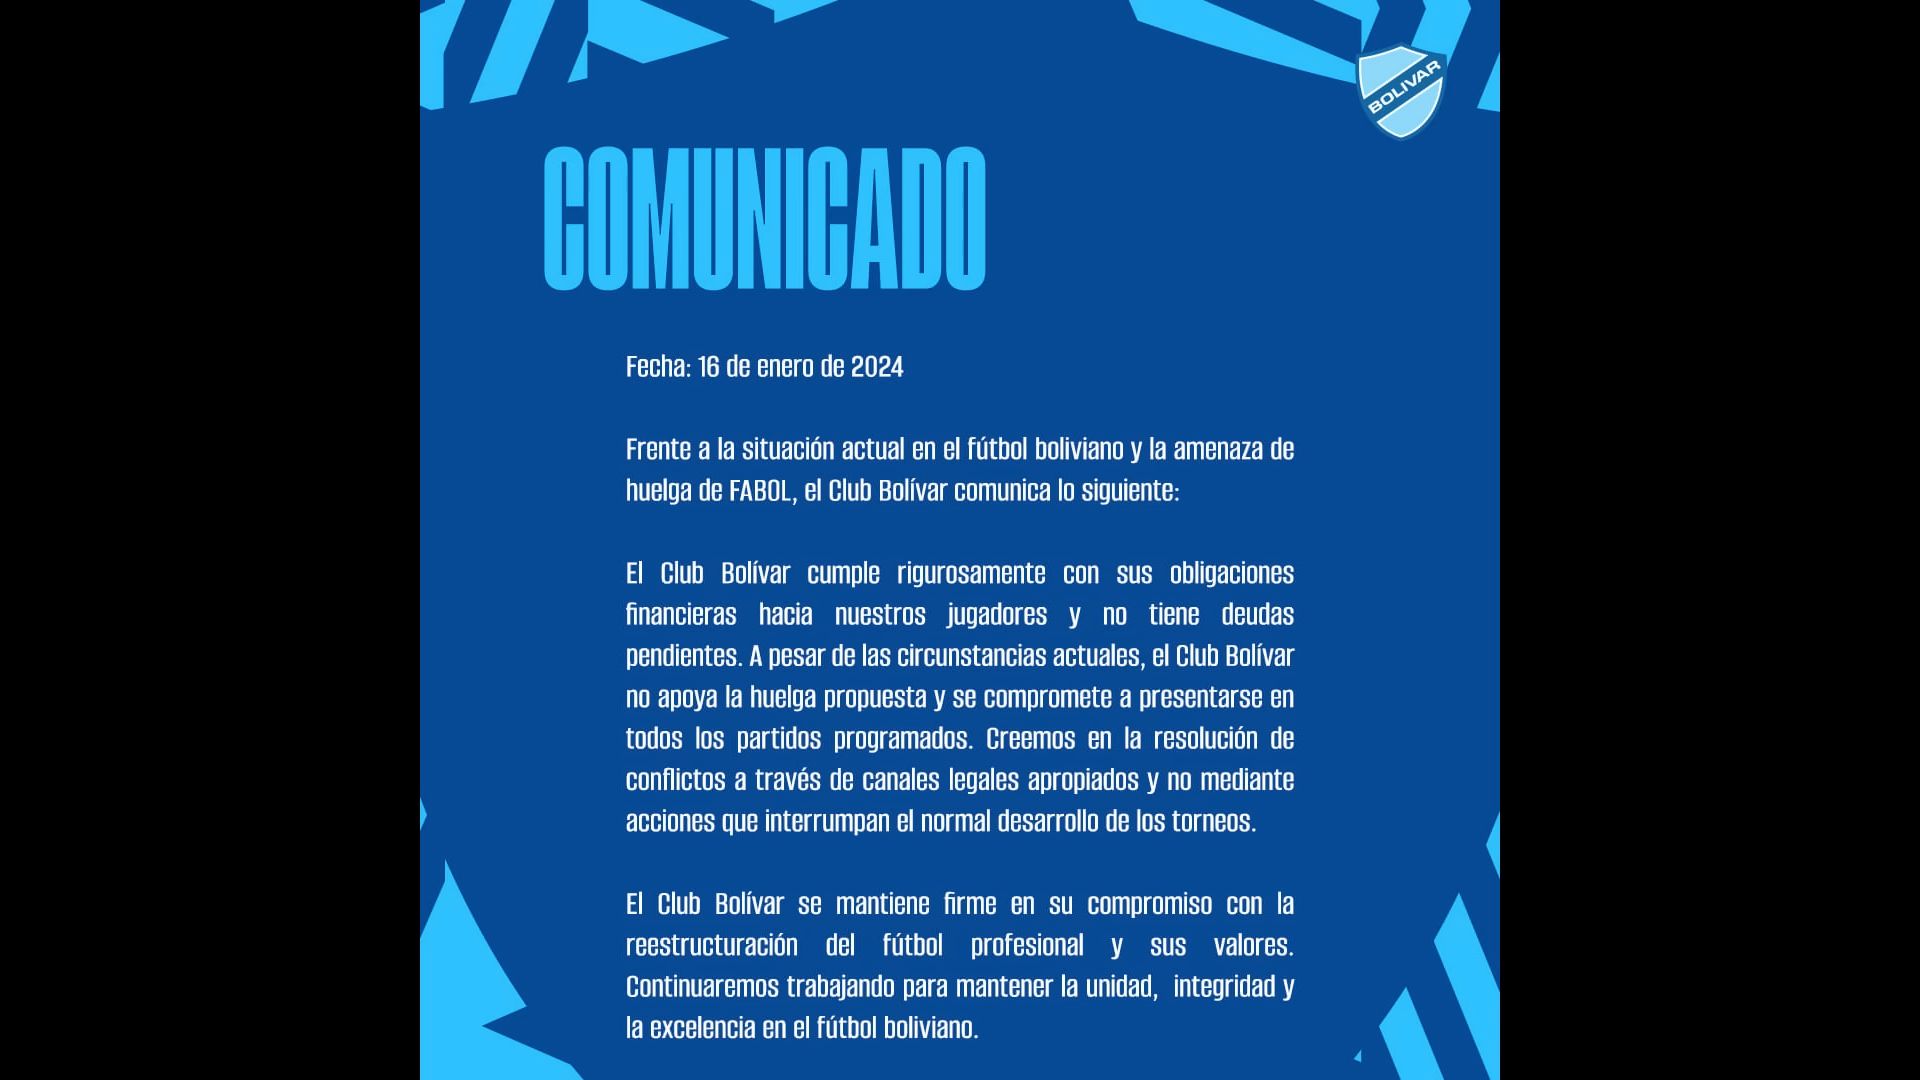 BOLIVAR
COMUNICADO
Fecha: 16 de enero de 2024
Frente a la situación actual en el fútbol boliviano y la amenaza de
huelga de FABOL, el Club Bolívar comunica lo siguiente:
El Club Bolívar cumple rigurosamente con sus obligaciones
financieras hacia nuestros jugadores y no tiene deudas
pendientes. A pesar de las circunstancias actuales, el Club Bolívar
no apoya la huelga propuesta y se compromete a presentarse en
todos los partidos programados. Creemos en la resolución de
conflictos a través de canales legales apropiados y no mediante
acciones que interrumpan el normal desarrollo de los torneos.
El Club Bolívar se mantiene firme en su compromiso con la
reestructuración del fútbol profesional y sus valores.
Continuaremos trabajando para mantener la unidad, integridad y
la excelencia en el fútbol boliviano.